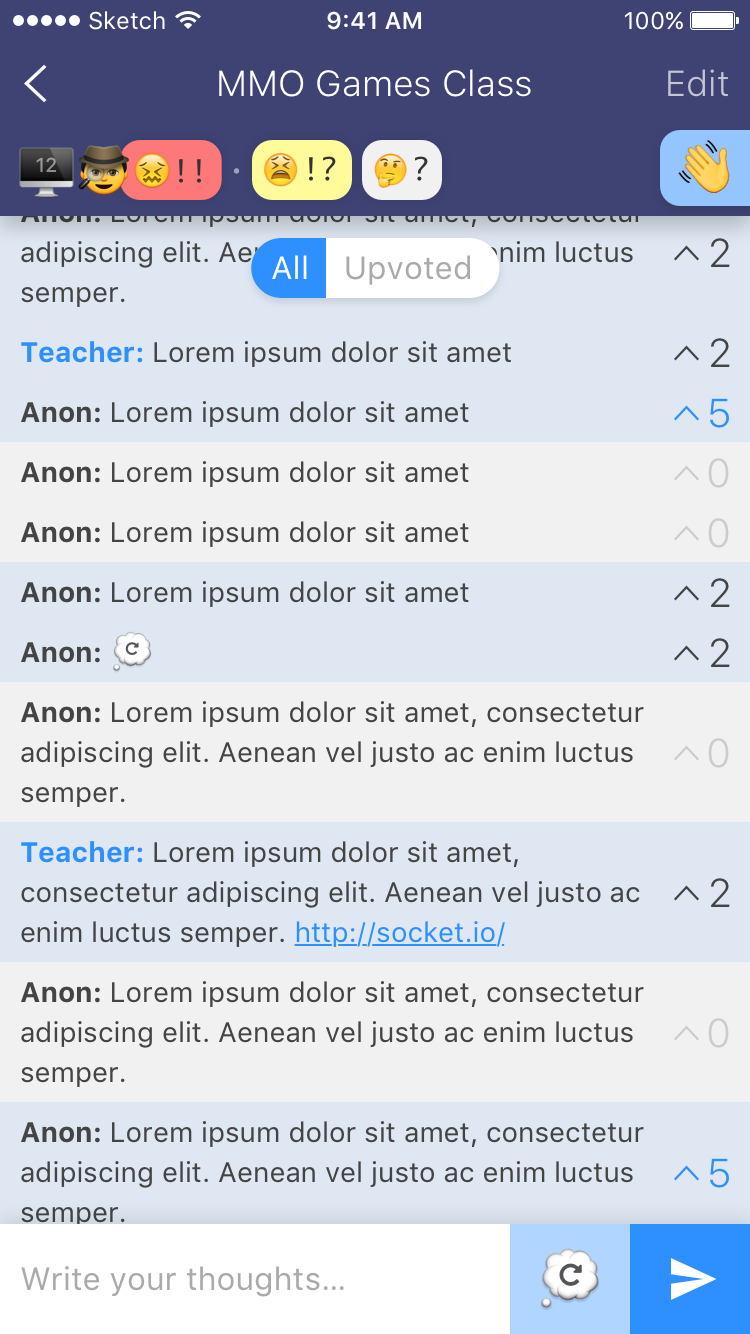 Sketch 9:41 AM 100%
MMO Games Class Edit
12 !! · !? ?
Anon: Lorem ipsum dolor sit amet, consectetur
adipiscing elit. Ae nim luctus 2
semper.
All Upvoted
Teacher: Lorem ipsum dolor sit amet 2
Anon: Lorem ipsum dolor sit amet 5
Anon: Lorem ipsum dolor sit amet 0
Anon: Lorem ipsum dolor sit amet 0
Anon: Lorem ipsum dolor sit amet 2
Anon: 2
Anon: Lorem ipsum dolor sit amet, consectetur
adipiscing elit. Aenean vel justo ac enim luctus 0
semper.
Teacher: Lorem ipsum dolor sit amet,
consectetur adipiscing elit. Aenean vel justo ac 2
enim luctus semper. http://socket.io/
Anon: Lorem ipsum dolor sit amet, consectetur
adipiscing elit. Aenean vel justo ac enim luctus 0
semper.
Anon: Lorem ipsum dolor sit amet, consectetur
adipiscing elit. Aenean vel justo ac enim luctus 5
semper.
Write your thoughts...